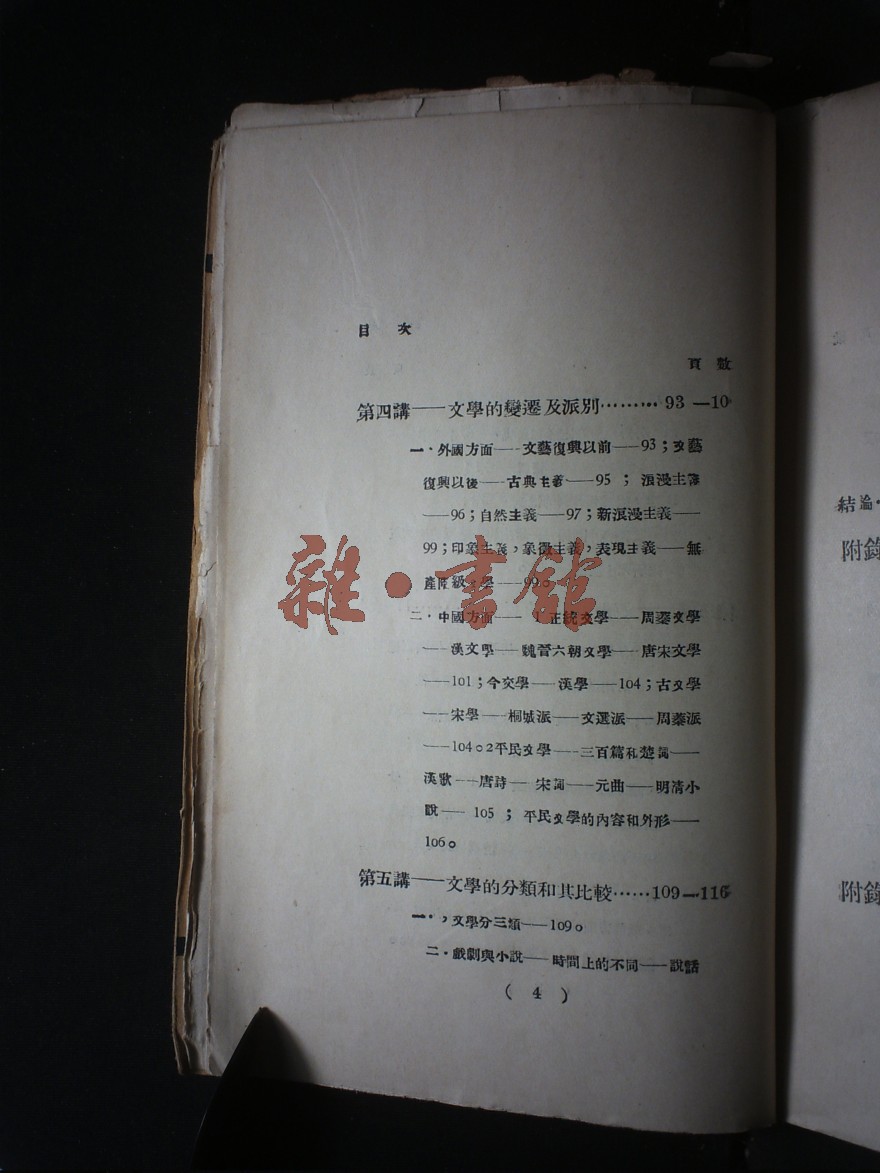 目次
頁數
第四講——文學的變遷及派別………93—10
一·外國方面——文藝復興以前——93；文藝
復興以後——古典主義——95；浪漫主義
——96；自然主義——97；新浪漫主義——
99；印象主義，象徵主義，表現主義——無
產階級文學——99。
二·中國方面——1正統文學——周秦文學
——漢文學——魏晉六朝文學——唐宋文學
——101；今文學——漢學——104；古文學
——宋學——桐城派——文選派——周秦派
——104。2平民文學——三百篇和楚詞——
漢歌——唐詩——宋詞——元曲——明清小
說——105；平民文學的內容和外形——
106。
第五講——文學的分類和其比較……109—116
一·，文學分三類——109。
二·戲劇與小說——時間上的不同——說話
（4）
結論·
附錄
附錄
雜·書館